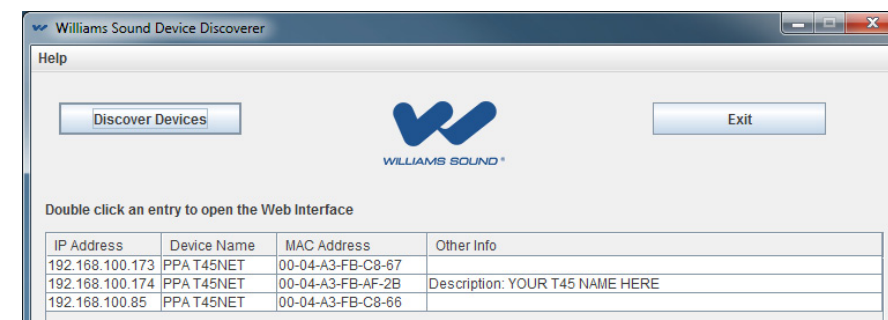 Williams Sound Device Discoverer
Help
Discover Devices
Exit
WILLIAMS SOUND®
Double click an entry to open the Web Interface
IP Address Device Name MAC Address Other Info
192.168.100.173 PPA T45NET 00-04-A3-FB-C8-67
192.168.100.174 PPA T45NET 00-04-A3-FB-AF-2B Description: YOUR T45 NAME HERE
192.168.100.85 PPA T45NET 00-04-A3-FB-C8-66